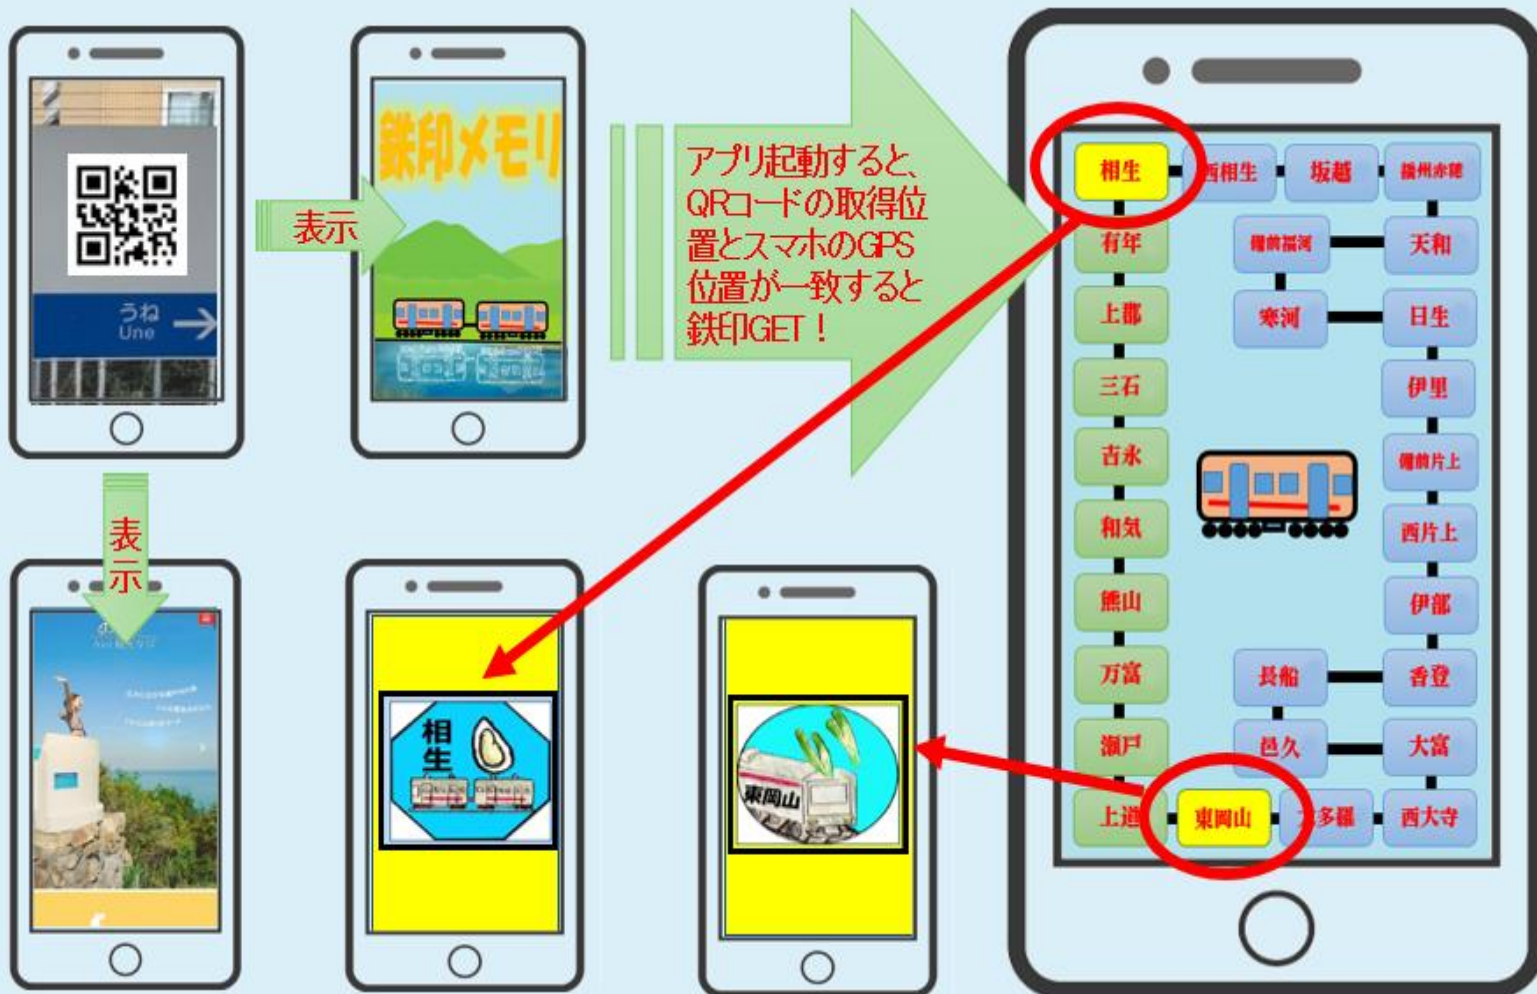 うね
Une
表示
鉄印メモリ
アプリ起動すると、
QRコードの取得位
置とスマホのGPS
位置が一致すると
鉄印GET！
表
示
相生
東岡山
相生
西相生
坂越
播州赤穂
有年
備前福河
天和
上郡
寒河
日生
三石
伊里
吉永
備前片上
和気
西片上
熊山
伊部
万富
長船
香登
瀬戸
邑久
大富
上道
東岡山
多羅
西大寺